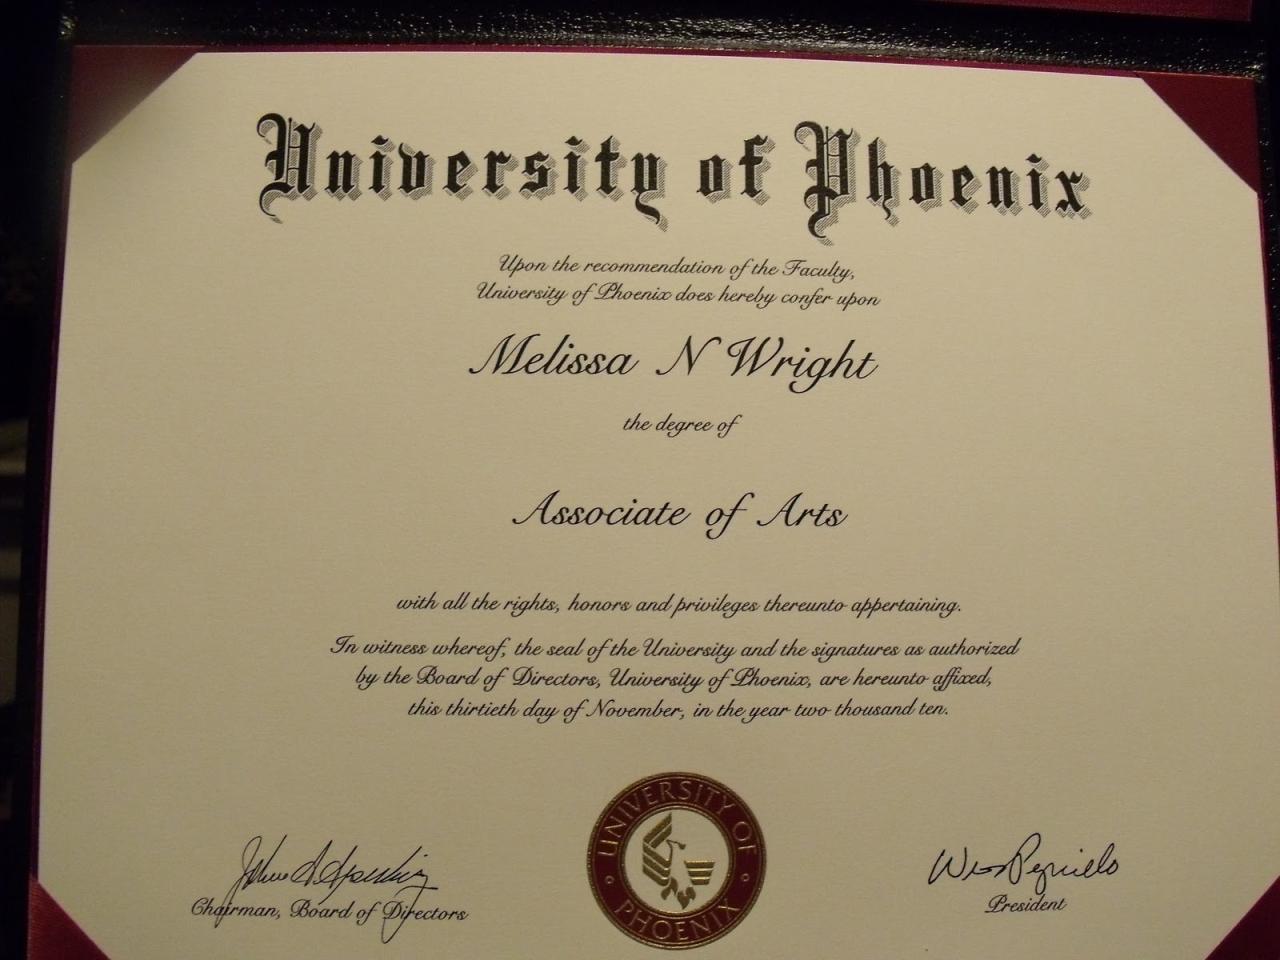 University of Phoenix
Upon the recommendation of the Faculty,
University of Phoenix does hereby confer upon
Melissa N Wright
the degree of
Associate of Arts
with all the rights, honors and privileges thereunto appertaining.
In witness whereof, the seal of the University and the signatures as authorized
by the Board of Directors, University of Phoenix, are hereunto affixed,
this thirtieth day of November, in the year two thousand ten.
UNIVERSITY OF
PHOENIX
Chairman, Board of Directors
President